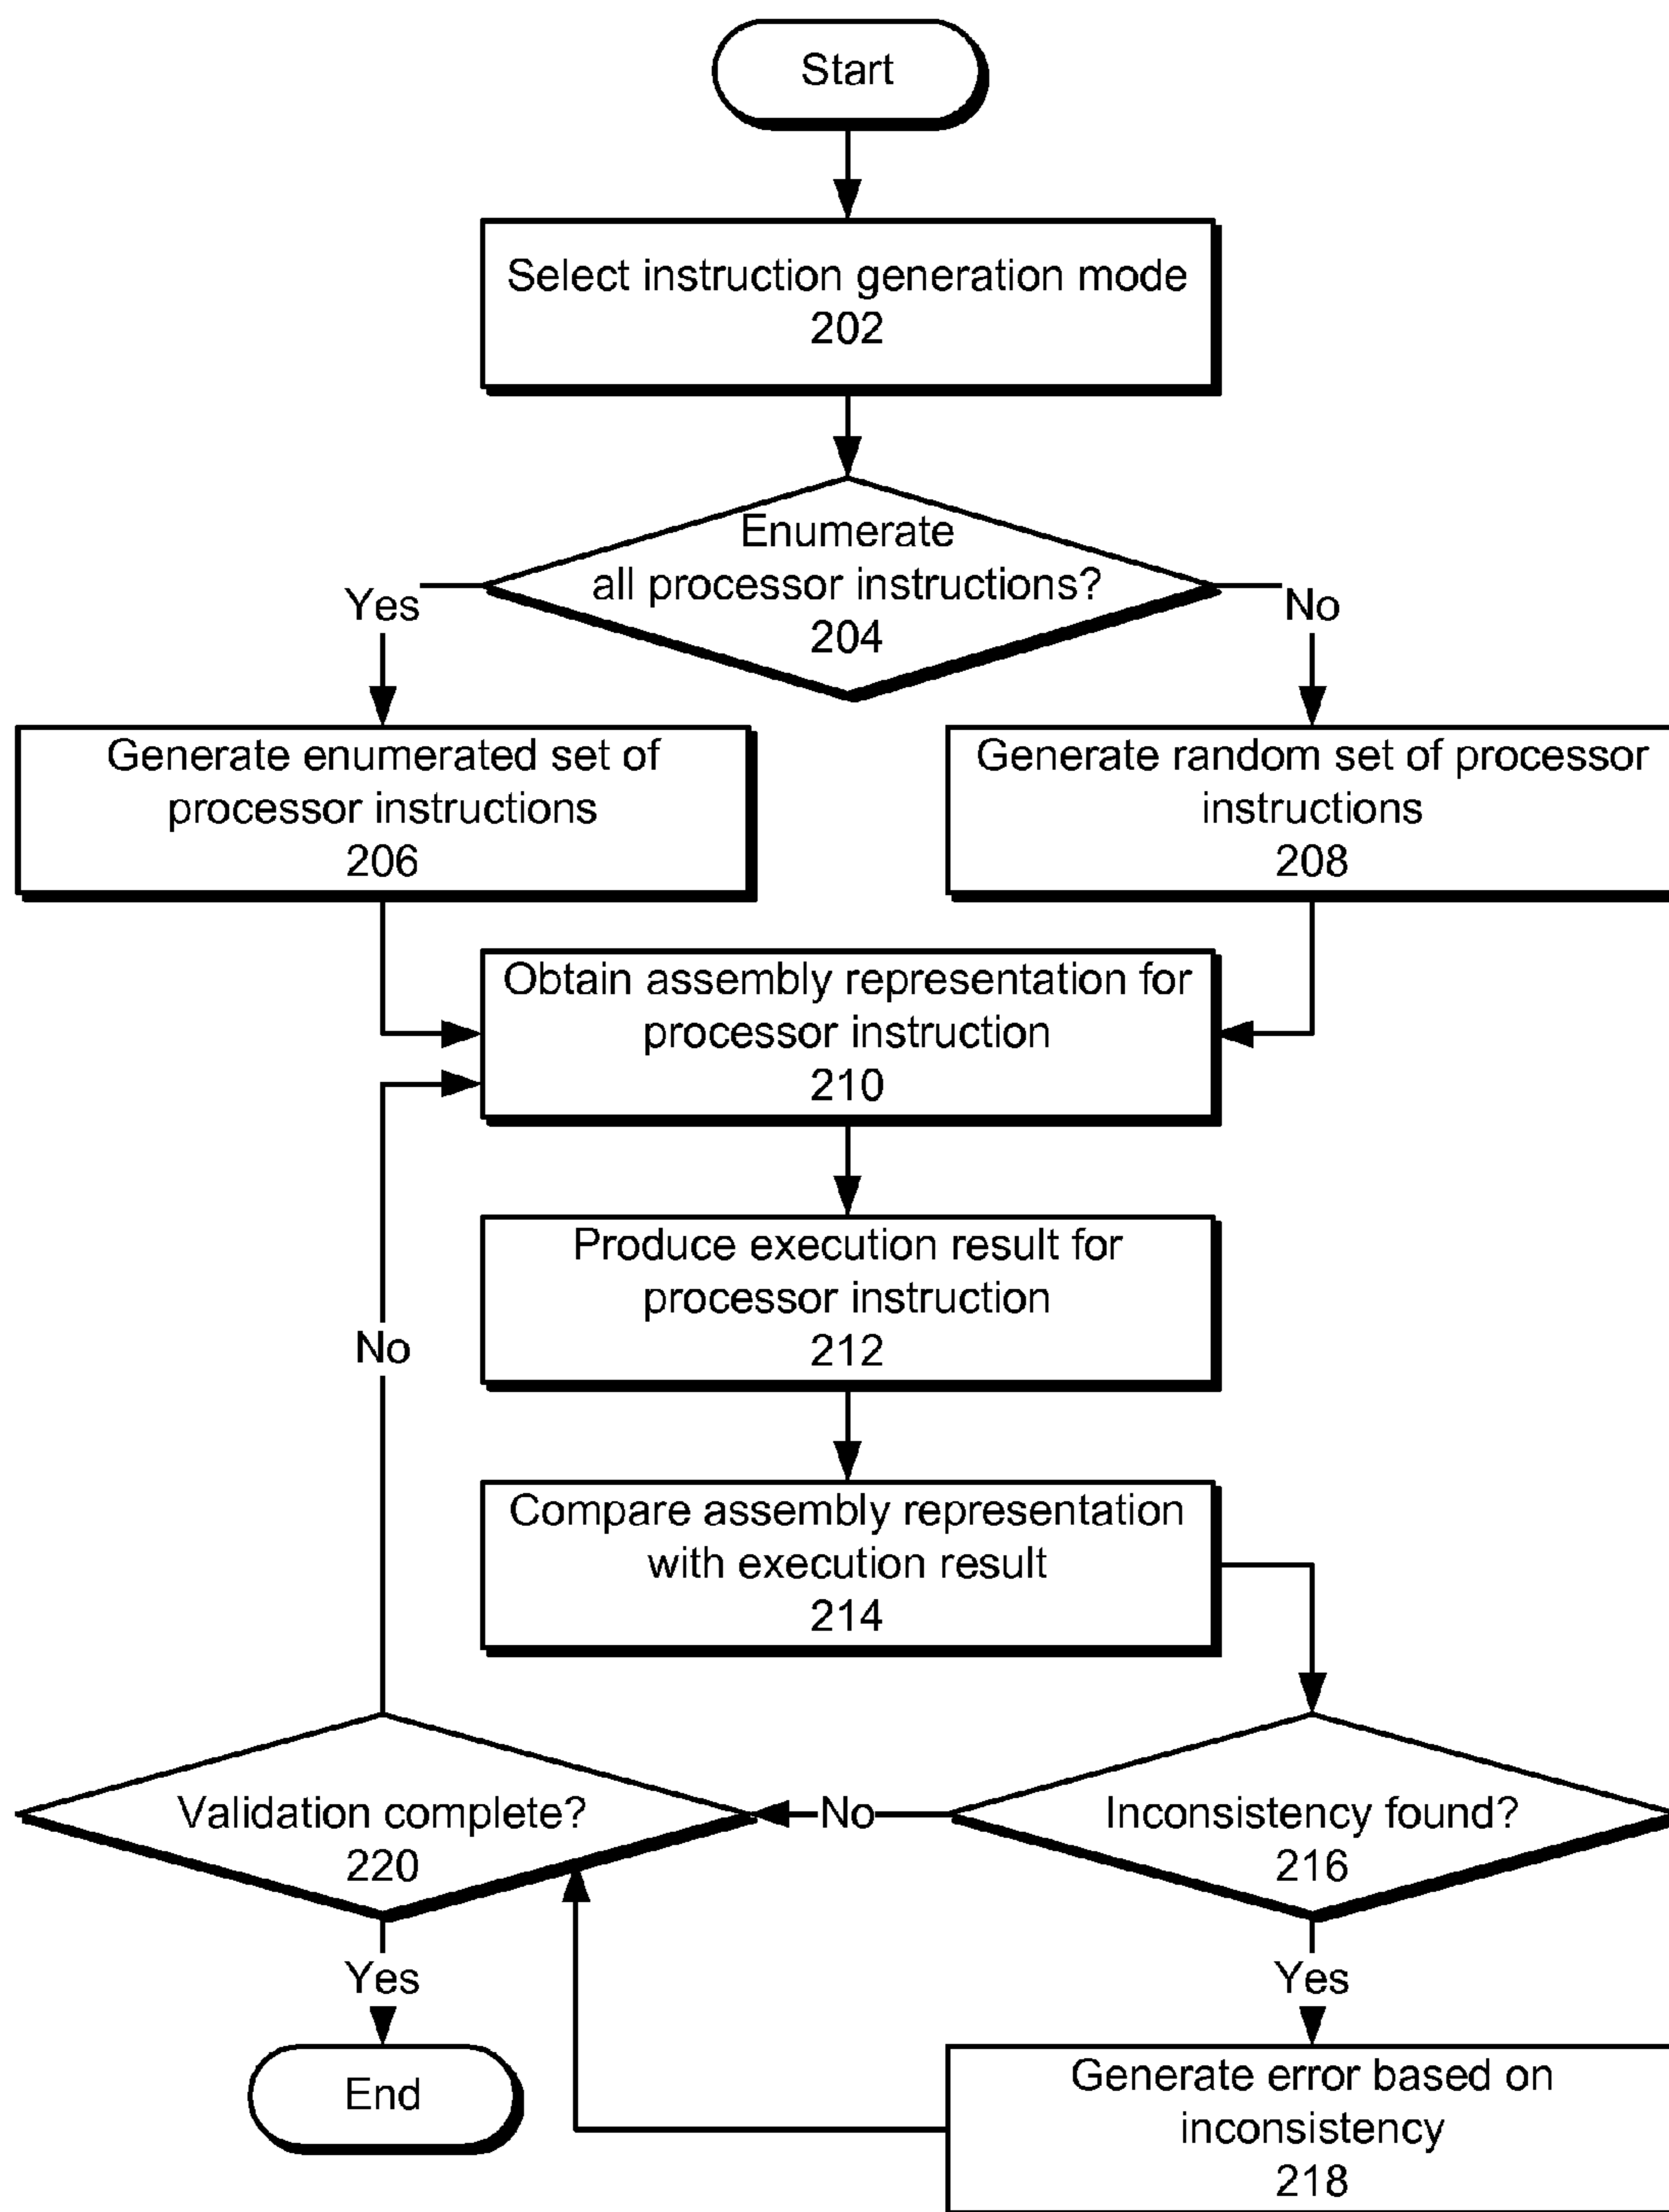 Start
Select instruction generation mode
202
Enumerate
all processor instructions?
204
Yes
No
Generate enumerated set of
processor instructions
206
Generate random set of processor
instructions
208
Obtain assembly representation for
processor instruction
210
Produce execution result for
processor instruction
212
No
Compare assembly representation
with execution result
214
Validation complete?
220
No
Inconsistency found?
216
Yes
Yes
End
Generate error based on
inconsistency
218